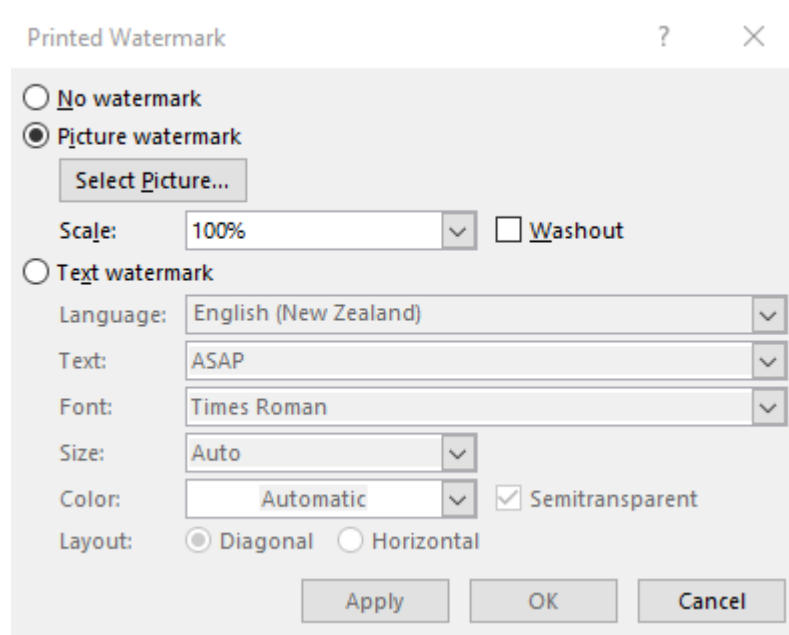 Printed Watermark ? ×
No watermark
Picture watermark
Select Picture...
Scale: 100% Washout
Text watermark
Language: English (New Zealand)
Text: ASAP
Font: Times Roman
Size: Auto
Color: Automatic Semitransparent
Layout: Diagonal Horizontal
Apply OK Cancel